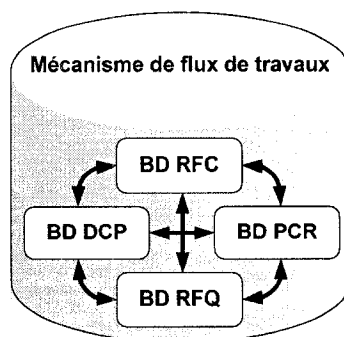 Mécanisme de flux de travaux
BD RFC
BD DCP
BD PCR
BD RFQ